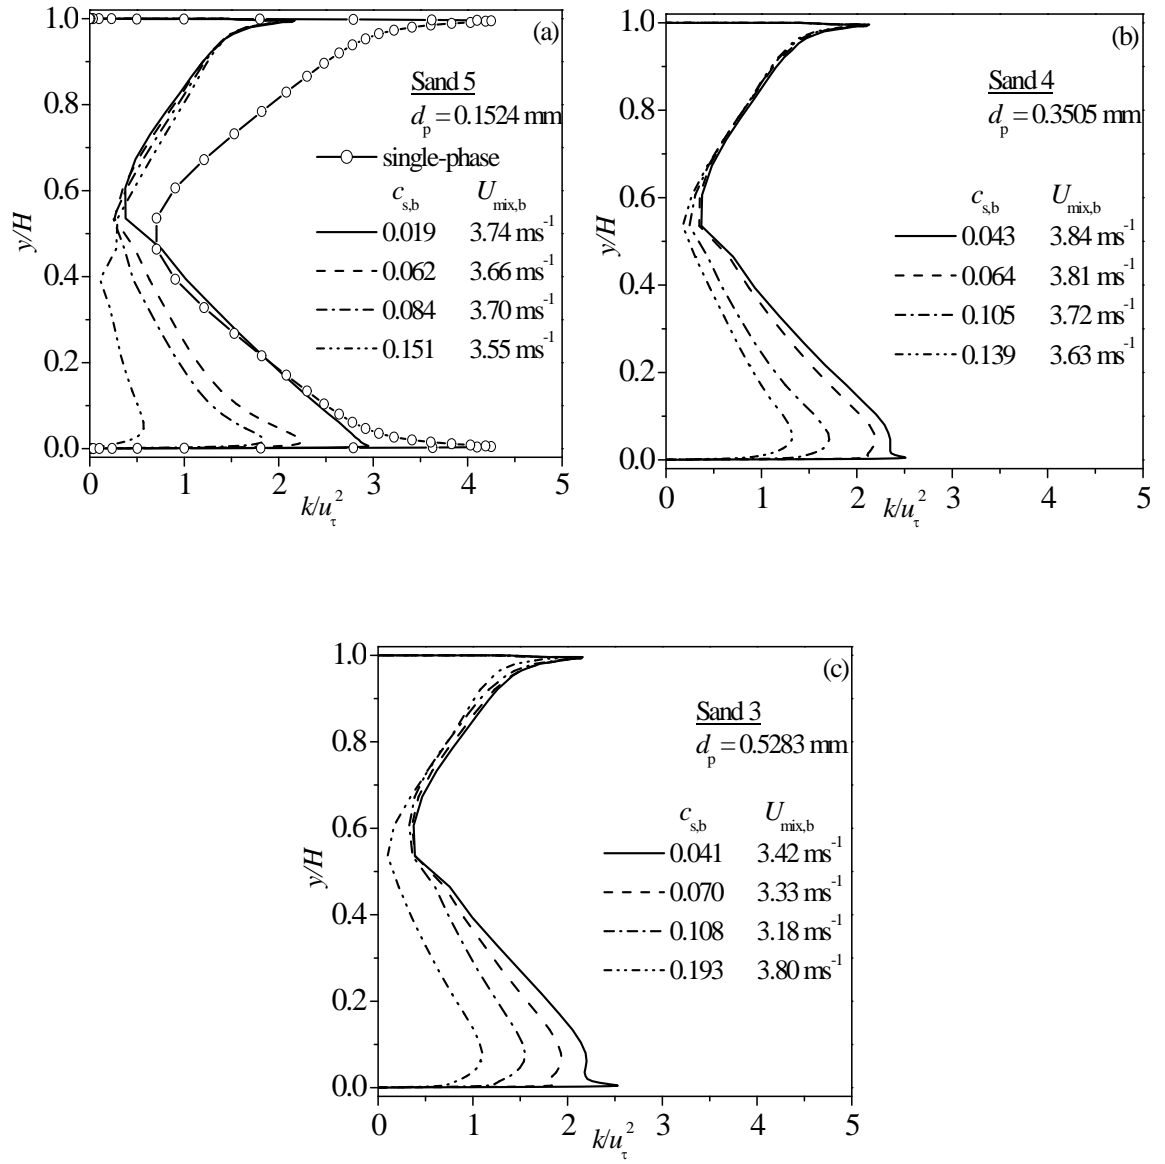 (a)
Sand 5
d_p = 0.1524 mm
single-phase
c_s,b U_mix,b
0.019 3.74 ms^-1
0.062 3.66 ms^-1
0.084 3.70 ms^-1
0.151 3.55 ms^-1
1.0
0.8
0.6
0.4
0.2
0.0
y/H
0 1 2 3 4 5
k/u_τ^2
(b)
Sand 4
d_p = 0.3505 mm
c_s,b U_mix,b
0.043 3.84 ms^-1
0.064 3.81 ms^-1
0.105 3.72 ms^-1
0.139 3.63 ms^-1
1.0
0.8
0.6
0.4
0.2
0.0
y/H
0 1 2 3 4 5
k/u_τ^2
(c)
Sand 3
d_p = 0.5283 mm
c_s,b U_mix,b
0.041 3.42 ms^-1
0.070 3.33 ms^-1
0.108 3.18 ms^-1
0.193 3.80 ms^-1
1.0
0.8
0.6
0.4
0.2
0.0
y/H
0 1 2 3 4 5
k/u_τ^2